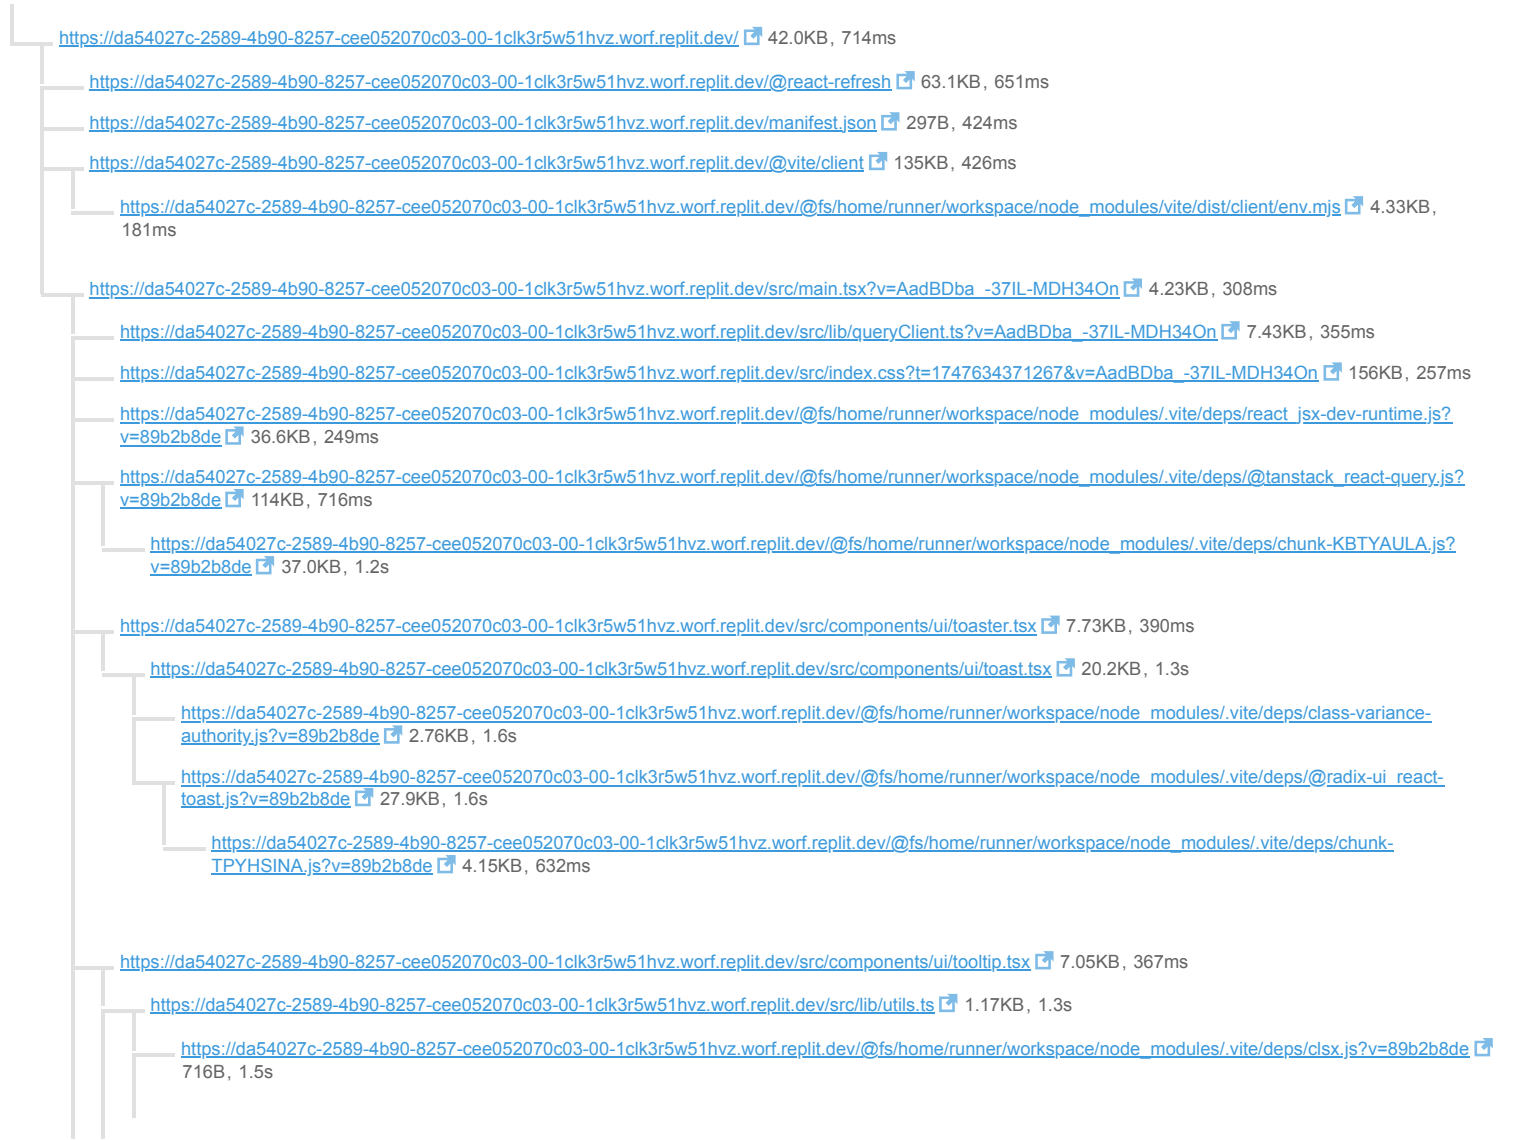 https://da54027c-2589-4b90-8257-cee052070c03-00-1clk3r5w51hvz.worf.replit.dev/ 42.0KB, 714ms
https://da54027c-2589-4b90-8257-cee052070c03-00-1clk3r5w51hvz.worf.replit.dev/@react-refresh 63.1KB, 651ms
https://da54027c-2589-4b90-8257-cee052070c03-00-1clk3r5w51hvz.worf.replit.dev/manifest.json 297B, 424ms
https://da54027c-2589-4b90-8257-cee052070c03-00-1clk3r5w51hvz.worf.replit.dev/@vite/client 135KB, 426ms
https://da54027c-2589-4b90-8257-cee052070c03-00-1clk3r5w51hvz.worf.replit.dev/@fs/home/runner/workspace/node_modules/vite/dist/client/env.mjs 4.33KB,
181ms
https://da54027c-2589-4b90-8257-cee052070c03-00-1clk3r5w51hvz.worf.replit.dev/src/main.tsx?v=AadBDba_-37IL-MDH34On 4.23KB, 308ms
https://da54027c-2589-4b90-8257-cee052070c03-00-1clk3r5w51hvz.worf.replit.dev/src/lib/queryClient.ts?v=AadBDba_-37IL-MDH34On 7.43KB, 355ms
https://da54027c-2589-4b90-8257-cee052070c03-00-1clk3r5w51hvz.worf.replit.dev/src/index.css?t=1747634371267&v=AadBDba_-37IL-MDH34On 156KB, 257ms
https://da54027c-2589-4b90-8257-cee052070c03-00-1clk3r5w51hvz.worf.replit.dev/@fs/home/runner/workspace/node_modules/.vite/deps/react_jsx-dev-runtime.js?
v=89b2b8de 36.6KB, 249ms
https://da54027c-2589-4b90-8257-cee052070c03-00-1clk3r5w51hvz.worf.replit.dev/@fs/home/runner/workspace/node_modules/.vite/deps/@tanstack_react-query.js?
v=89b2b8de 114KB, 716ms
https://da54027c-2589-4b90-8257-cee052070c03-00-1clk3r5w51hvz.worf.replit.dev/@fs/home/runner/workspace/node_modules/.vite/deps/chunk-KBTYAULA.js?
v=89b2b8de 37.0KB, 1.2s
https://da54027c-2589-4b90-8257-cee052070c03-00-1clk3r5w51hvz.worf.replit.dev/src/components/ui/toaster.tsx 7.73KB, 390ms
https://da54027c-2589-4b90-8257-cee052070c03-00-1clk3r5w51hvz.worf.replit.dev/src/components/ui/toast.tsx 20.2KB, 1.3s
https://da54027c-2589-4b90-8257-cee052070c03-00-1clk3r5w51hvz.worf.replit.dev/@fs/home/runner/workspace/node_modules/.vite/deps/class-variance-
authority.js?v=89b2b8de 2.76KB, 1.6s
https://da54027c-2589-4b90-8257-cee052070c03-00-1clk3r5w51hvz.worf.replit.dev/@fs/home/runner/workspace/node_modules/.vite/deps/@radix-ui_react-
toast.js?v=89b2b8de 27.9KB, 1.6s
https://da54027c-2589-4b90-8257-cee052070c03-00-1clk3r5w51hvz.worf.replit.dev/@fs/home/runner/workspace/node_modules/.vite/deps/chunk-
TPYHSINA.js?v=89b2b8de 4.15KB, 632ms
https://da54027c-2589-4b90-8257-cee052070c03-00-1clk3r5w51hvz.worf.replit.dev/src/components/ui/tooltip.tsx 7.05KB, 367ms
https://da54027c-2589-4b90-8257-cee052070c03-00-1clk3r5w51hvz.worf.replit.dev/src/lib/utils.ts 1.17KB, 1.3s
https://da54027c-2589-4b90-8257-cee052070c03-00-1clk3r5w51hvz.worf.replit.dev/@fs/home/runner/workspace/node_modules/.vite/deps/clsx.js?v=89b2b8de
716B, 1.5s